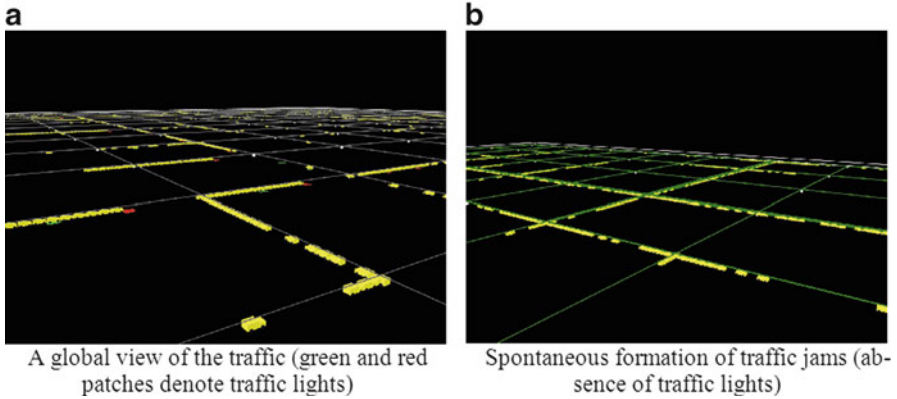 a
b
A global view of the traffic (green and red
patches denote traffic lights)
Spontaneous formation of traffic jams (ab-
sence of traffic lights)